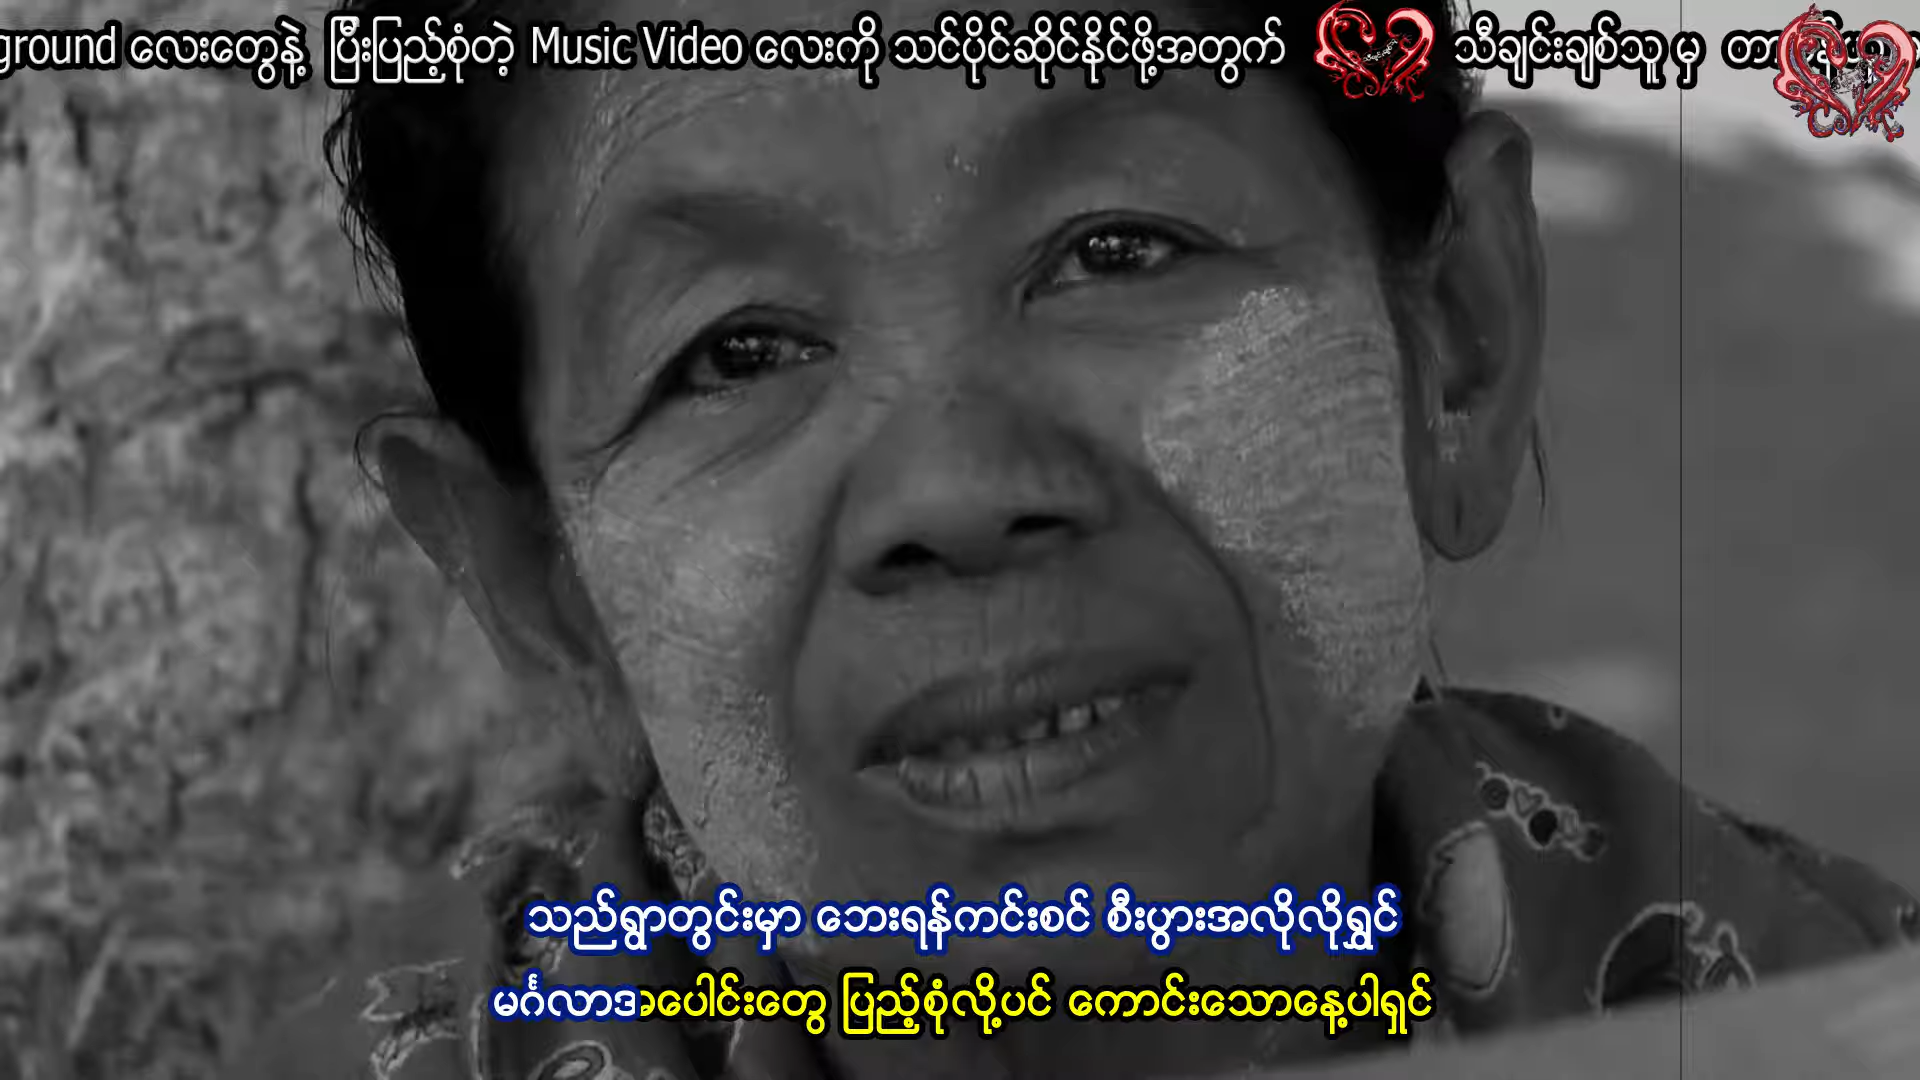 ground လေးတွေနဲ့ ပြီးပြည့်စုံတဲ့ Music Video လေးကို သင်ပိုင်ဆိုင်နိုင်ဖို့အတွက် သီချင်းချစ်သူ မှ
သည်ရွာတွင်းမှာ ဘေးရန်ကင်းစင် စီးပွားအလိုလိုရွှင်
မင်္ဂလာအပေါင်းတွေ ပြည့်စုံလို့ပင် ကောင်းသောနေ့ပါရှင်